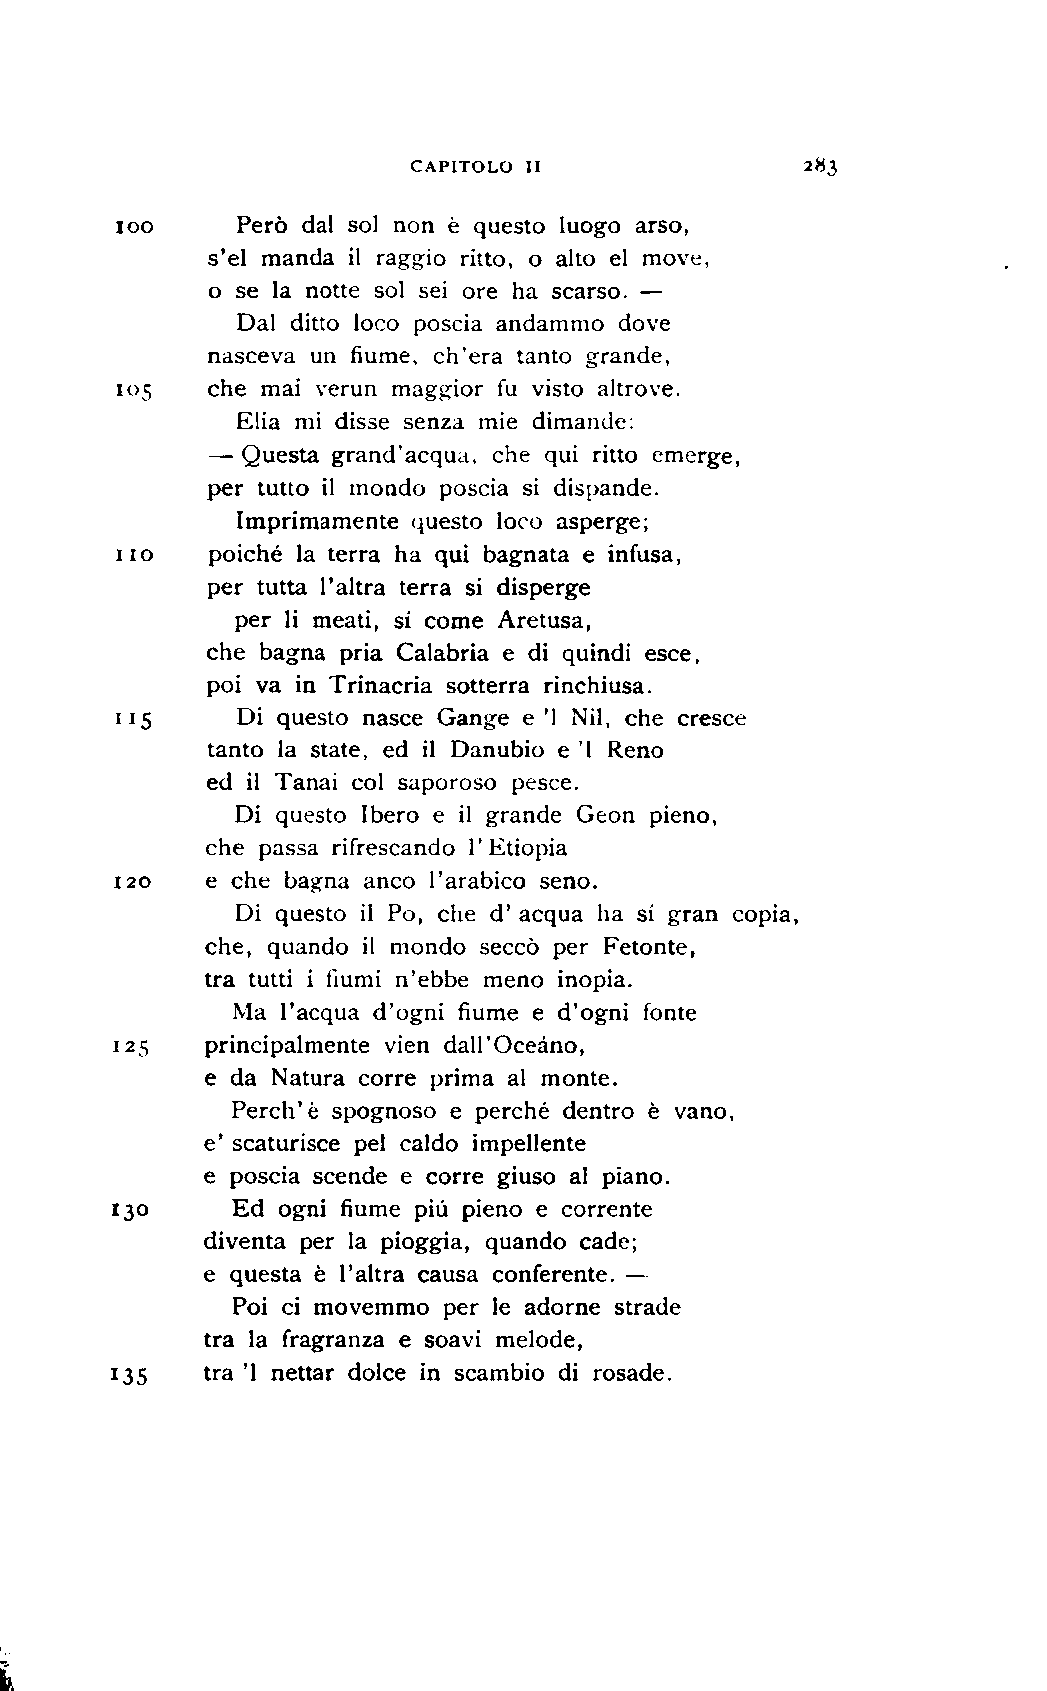 CAPITOLO II 283
100 Però dal sol non è questo luogo arso,
s'el manda il raggio ritto, o alto el move,
o se la notte sol sei ore ha scarso. —
Dal ditto loco poscia andammo dove
nasceva un fiume, ch'era tanto grande,
105 che mai verun maggior fu visto altrove.
Elia mi disse senza mie dimande:
— Questa grand'acqua, che qui ritto emerge,
per tutto il mondo poscia si dispande.
Imprimamente questo loco asperge;
110 poiché la terra ha qui bagnata e infusa,
per tutta l'altra terra si disperge
per li meati, sí come Aretusa,
che bagna pria Calabria e di quindi esce,
poi va in Trinacria sotterra rinchiusa.
115 Di questo nasce Gange e 'l Nil, che cresce
tanto la state, ed il Danubio e 'l Reno
ed il Tanai col saporoso pesce.
Di questo Ibero e il grande Geon pieno,
che passa rifrescando l'Etiopia
120 e che bagna anco l'arabico seno.
Di questo il Po, che d'acqua ha sí gran copia,
che, quando il mondo seccò per Fetonte,
tra tutti i fiumi n'ebbe meno inopia.
Ma l'acqua d'ogni fiume e d'ogni fonte
125 principalmente vien dall'Oceáno,
e da Natura corre prima al monte.
Perch'è spognoso e perché dentro è vano,
e' scaturisce pel caldo impellente
e poscia scende e corre giuso al piano.
130 Ed ogni fiume piú pieno e corrente
diventa per la pioggia, quando cade;
e questa è l'altra causa conferente. —
Poi ci movemmo per le adorne strade
tra la fragranza e soavi melode,
135 tra 'l nettar dolce in scambio di rosade.